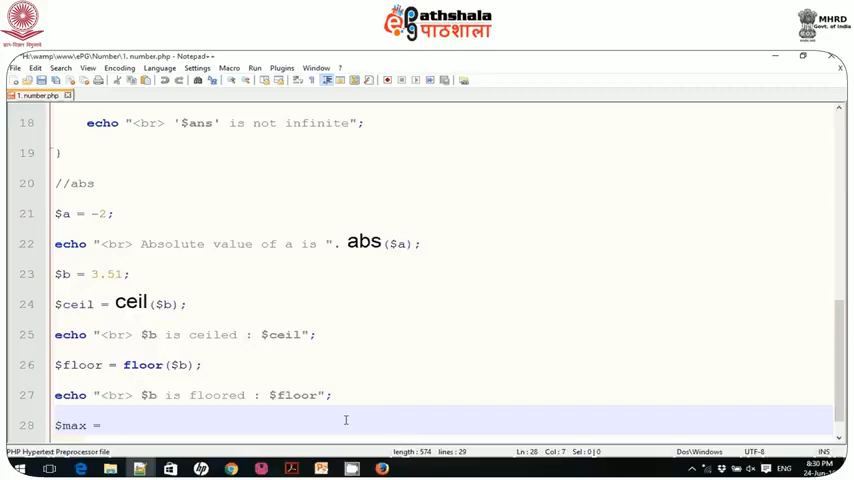 ePathshala
पाठशाला
MHRD
Govt. of India
*H:\wamp\www\ePG\Number\1. number.php - Notepad++
File Edit Search View Encoding Language Settings Macro Run Plugins Window ?
1. number.php
18 echo "<br> '$ans' is not infinite";
19 }
20 //abs
21 $a = -2;
22 echo "<br> Absolute value of a is ". abs($a);
23 $b = 3.51;
24 $ceil = ceil($b);
25 echo "<br> $b is ceiled : $ceil";
26 $floor = floor($b);
27 echo "<br> $b is floored : $floor";
28 $max =
PHP Hypertext Preprocessor file length : 574 lines : 29 Ln : 28 Col : 7 Sel : 0 | 0 Dos\Windows UTF-8 INS
ENG 8:30 PM
24-Jun-1